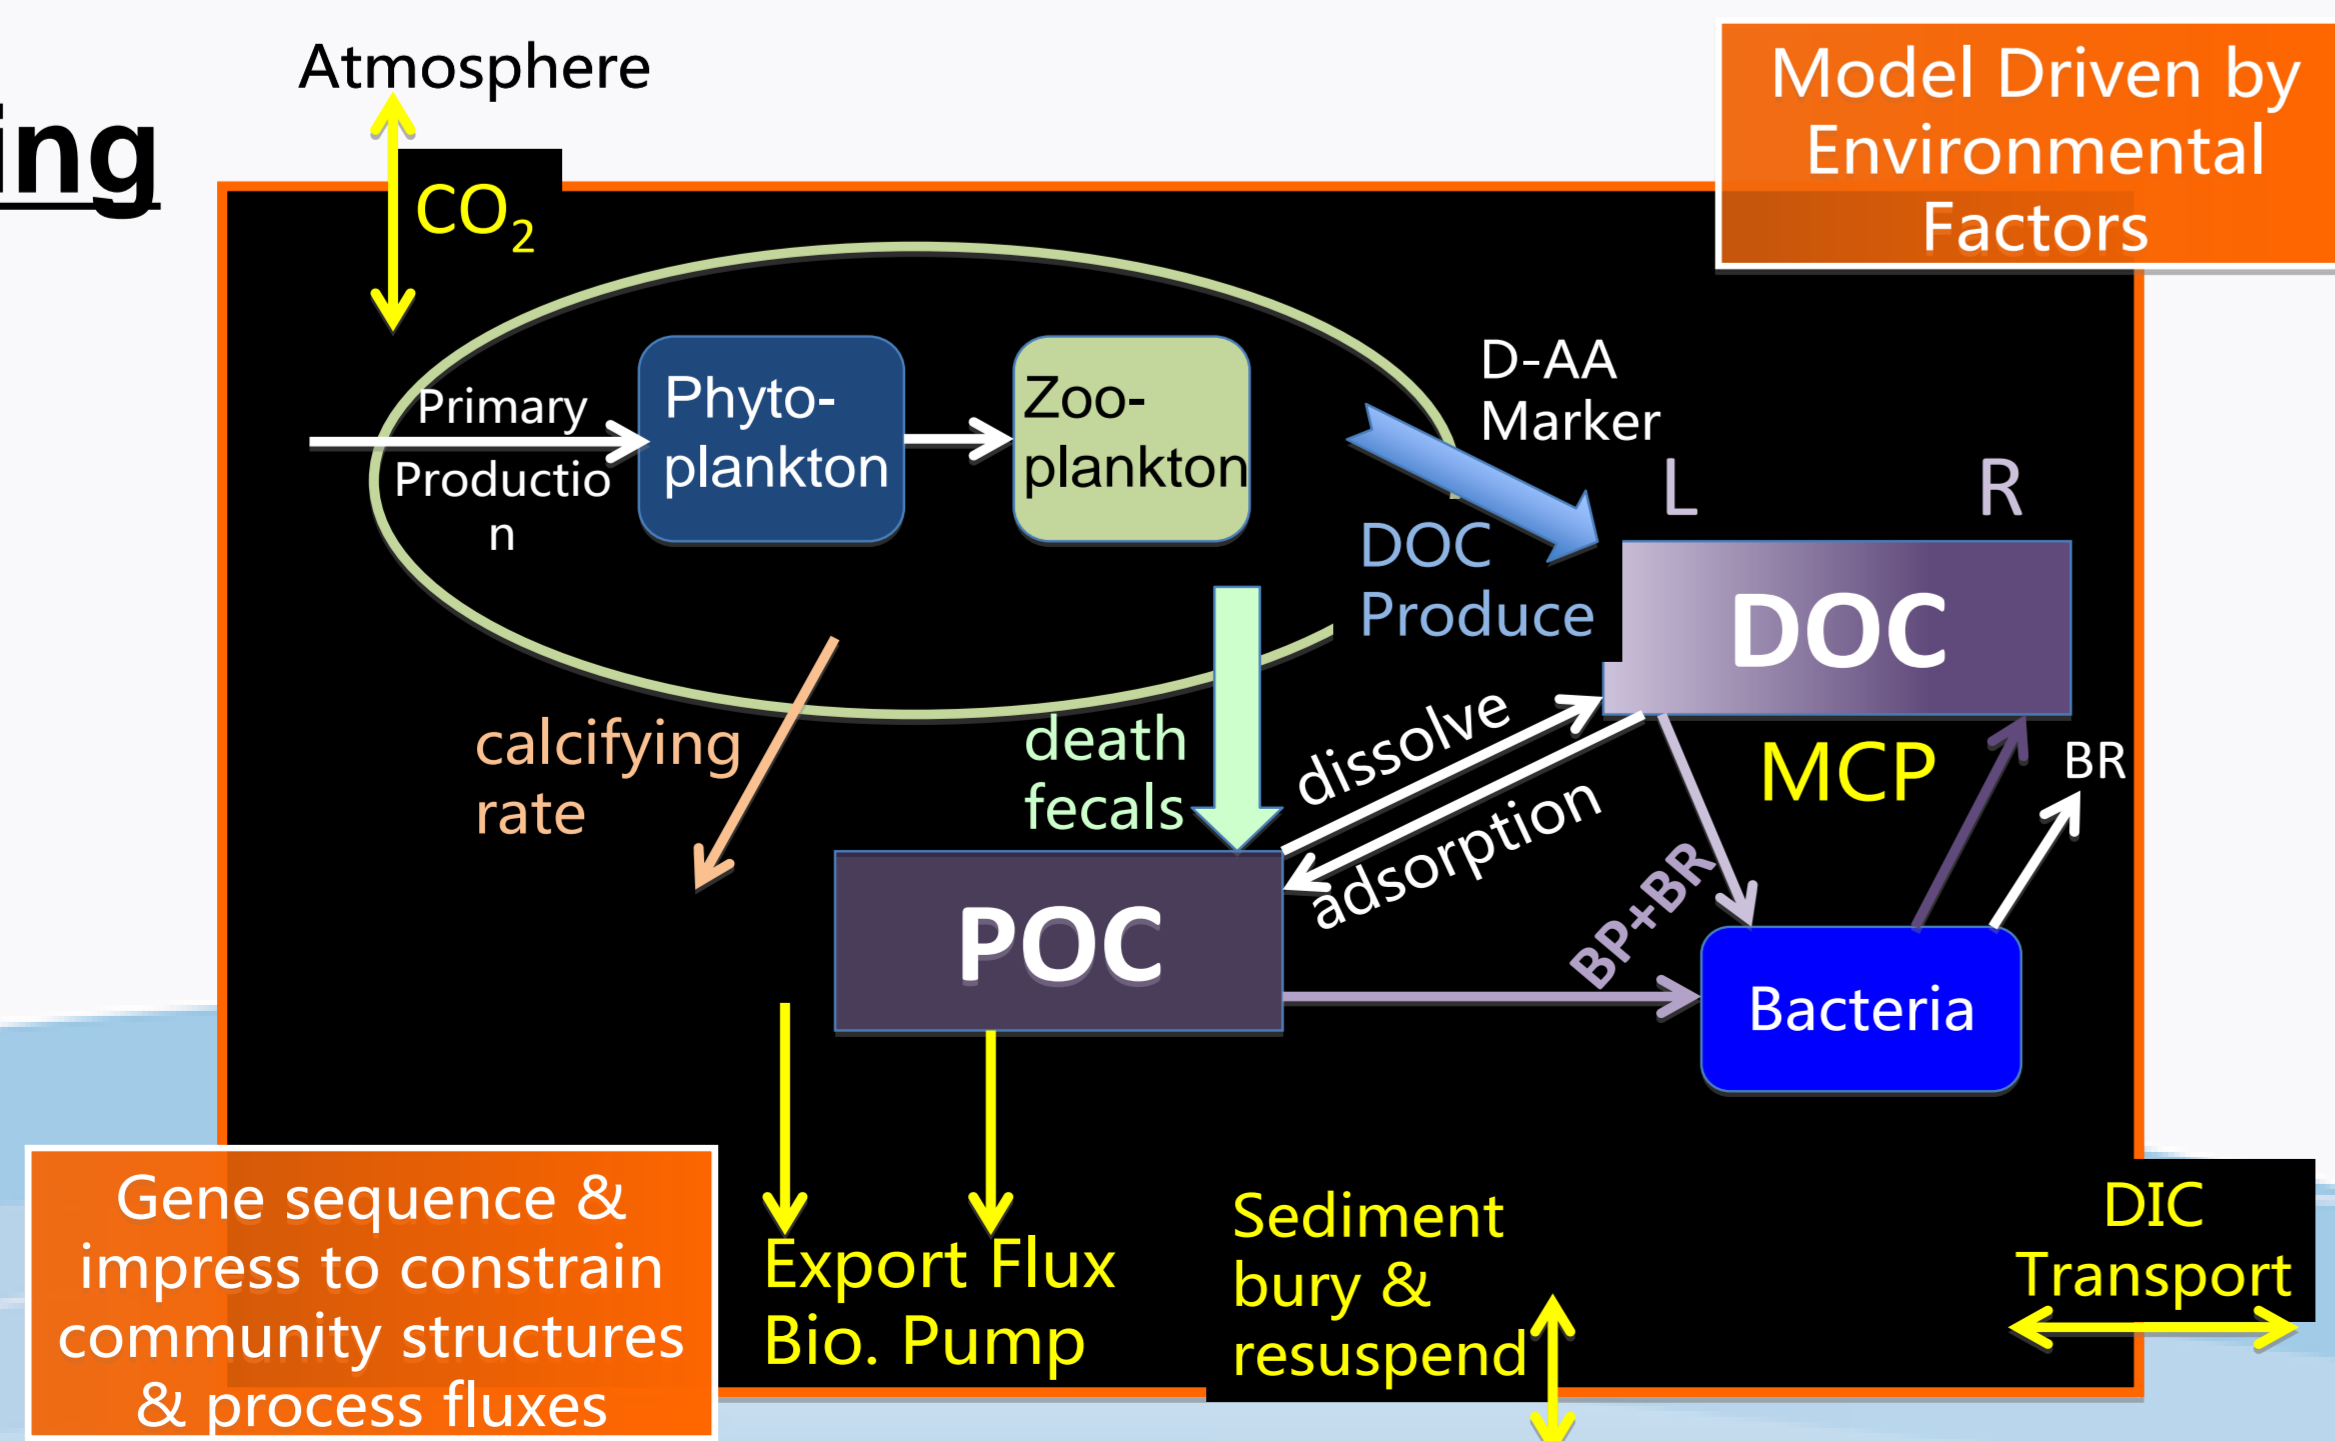 ing
Atmosphere
CO₂
Model Driven by
Environmental
Factors
Primary
Productio
n
Phyto-
plankton
Zoo-
plankton
D-AA
Marker
L R
DOC
Produce
DOC
calcifying
rate
death
fecals
dissolve
adsorption
MCP
BR
BP+BR
POC
Bacteria
Gene sequence &
impress to constrain
community structures
& process fluxes
Export Flux
Bio. Pump
Sediment
bury &
resuspend
DIC
Transport